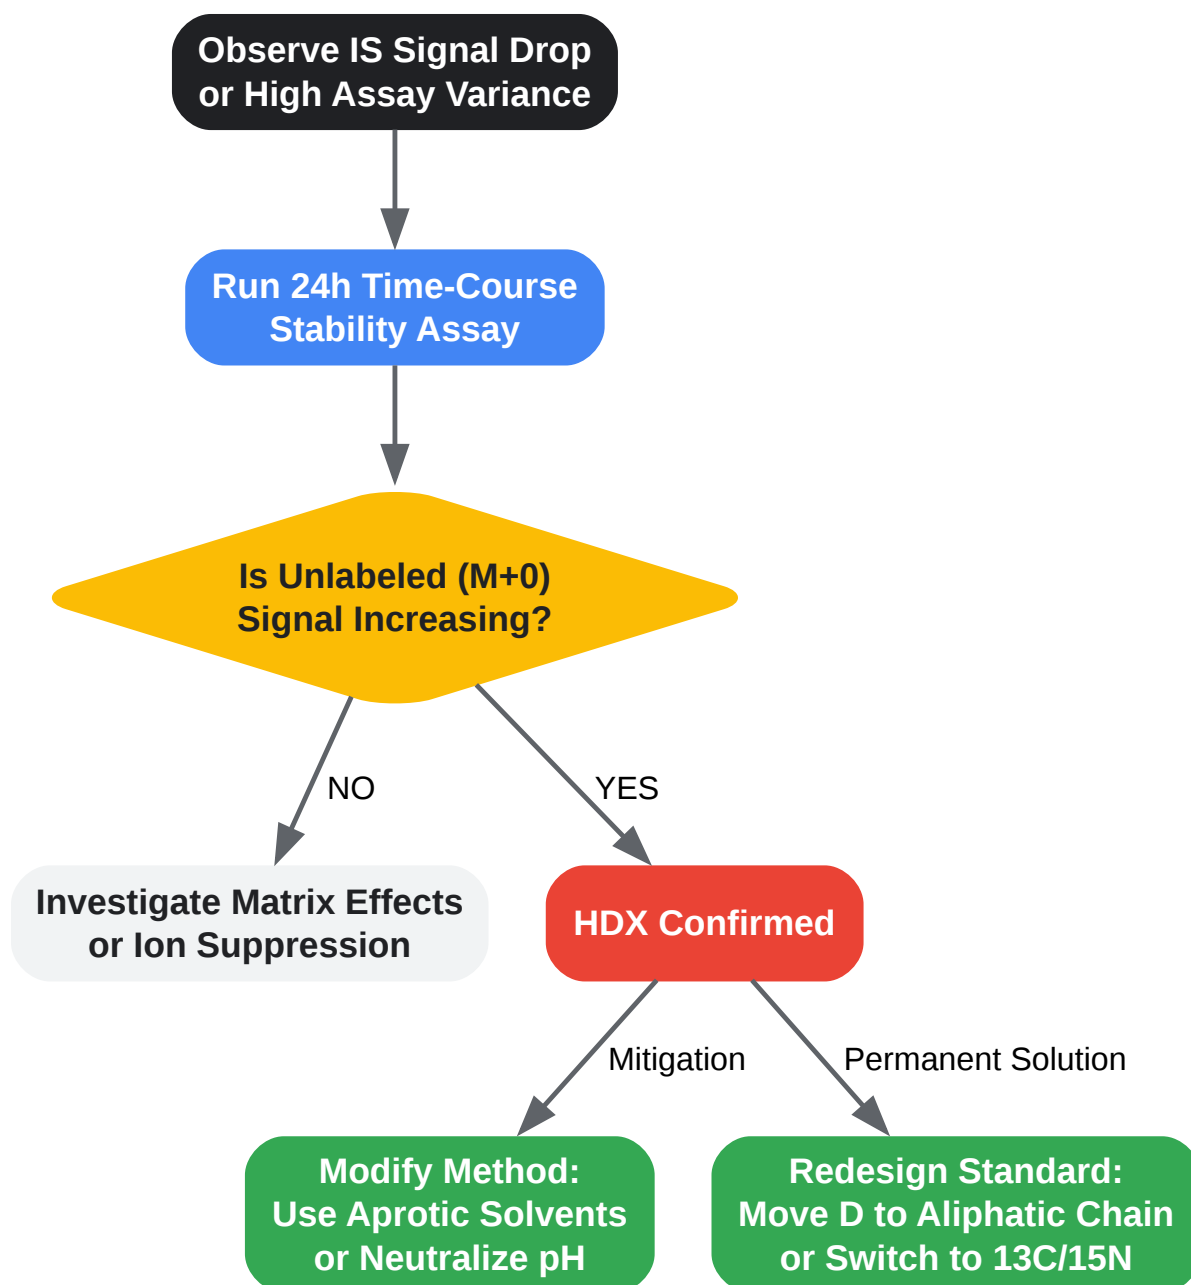 Observe IS Signal Drop
or High Assay Variance
Run 24h Time-Course
Stability Assay
Is Unlabeled (M+0)
Signal Increasing?
NO
YES
Investigate Matrix Effects
or Ion Suppression
HDX Confirmed
Mitigation
Permanent Solution
Modify Method:
Use Aprotic Solvents
or Neutralize pH
Redesign Standard:
Move D to Aliphatic Chain
or Switch to 13C/15N